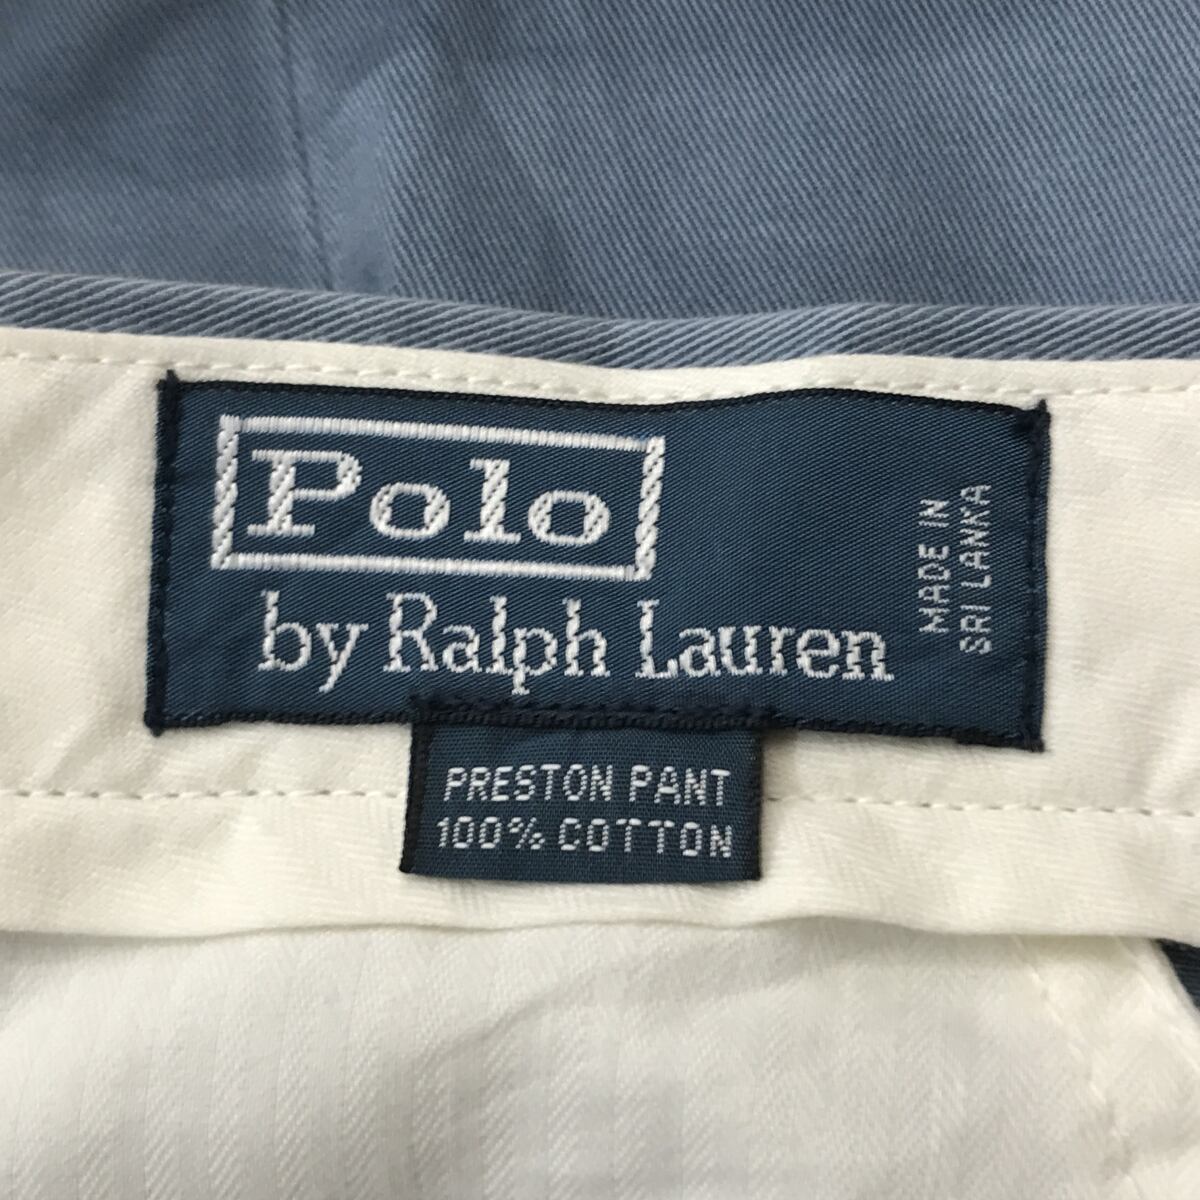 Polo
by Ralph Lauren
MADE IN
SRI LANKA
PRESTON PANT
100% COTTON